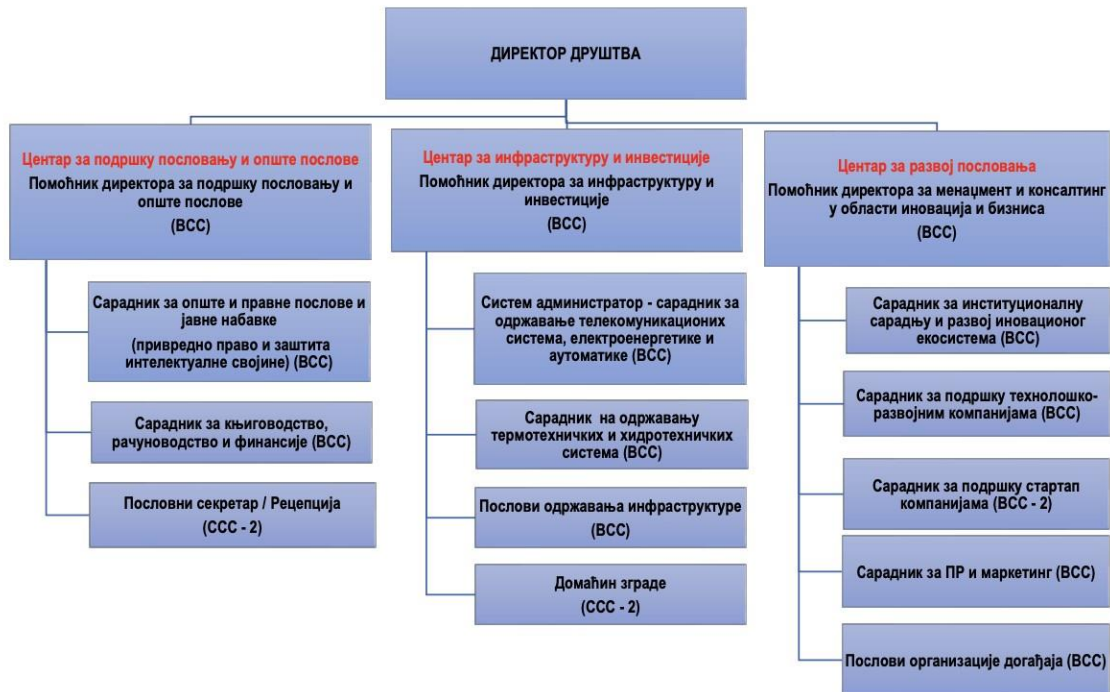 ДИРЕКТОР ДРУШТВА
Центар за подршку пословању и опште послове
Помоћник директора за подршку пословању и
опште послове
(ВСС)
Сарадник за опште и правне послове и
јавне набавке
(привредно право и заштита
интелектуалне својине) (ВСС)
Сарадник за књиговодство,
рачуноводство и финансије (ВСС)
Пословни секретар / Рецепција
(ССС - 2)
Центар за инфраструктуру и инвестиције
Помоћник директора за инфраструктуру и
инвестиције
(ВСС)
Систем администратор - сарадник за
одржавање телекомуникационих
система, електроенергетике и
аутоматике (ВСС)
Сарадник на одржавању
термотехничких и хидротехничких
система (ВСС)
Послови одржавања инфраструктуре
(ВСС)
Домаћин зграде
(ССС - 2)
Центар за развој пословања
Помоћник директора за менаџмент и консалтинг
у области иновација и бизниса
(ВСС)
Сарадник за институционалну
сарадњу и развој иновационог
екосистема (ВСС)
Сарадник за подршку технолошко-
развојним компанијама (ВСС)
Сарадник за подршку стартап
компанијама (ВСС - 2)
Сарадник за ПР и маркетинг (ВСС)
Послови организације догађаја (ВСС)